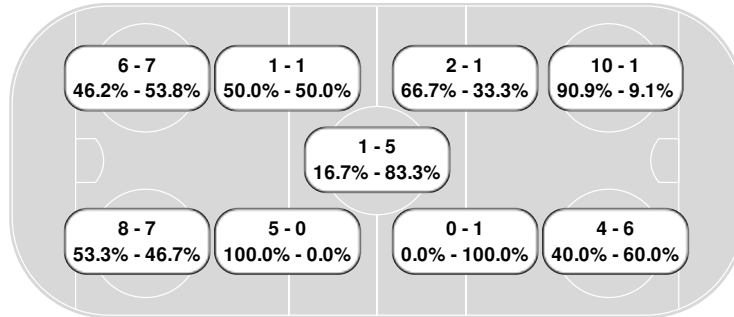 6 - 7
46.2% - 53.8%
1 - 1
50.0% - 50.0%
2 - 1
66.7% - 33.3%
10 - 1
90.9% - 9.1%
1 - 5
16.7% - 83.3%
8 - 7
53.3% - 46.7%
5 - 0
100.0% - 0.0%
0 - 1
0.0% - 100.0%
4 - 6
40.0% - 60.0%